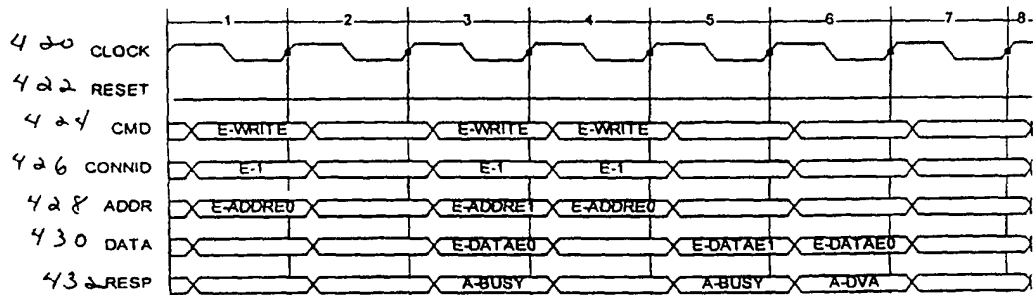 1 2 3 4 5 6 7 8
420 CLOCK
422 RESET
424 CMD E-WRITE E-WRITE E-WRITE
426 CONNID E-1 E-1 E-1
428 ADDR E-ADDRE0 E-ADDRE1 E-ADDRE0
430 DATA E-DATAE0 E-DATAE1 E-DATAE0
432 RESP A-BUSY A-BUSY A-DVA